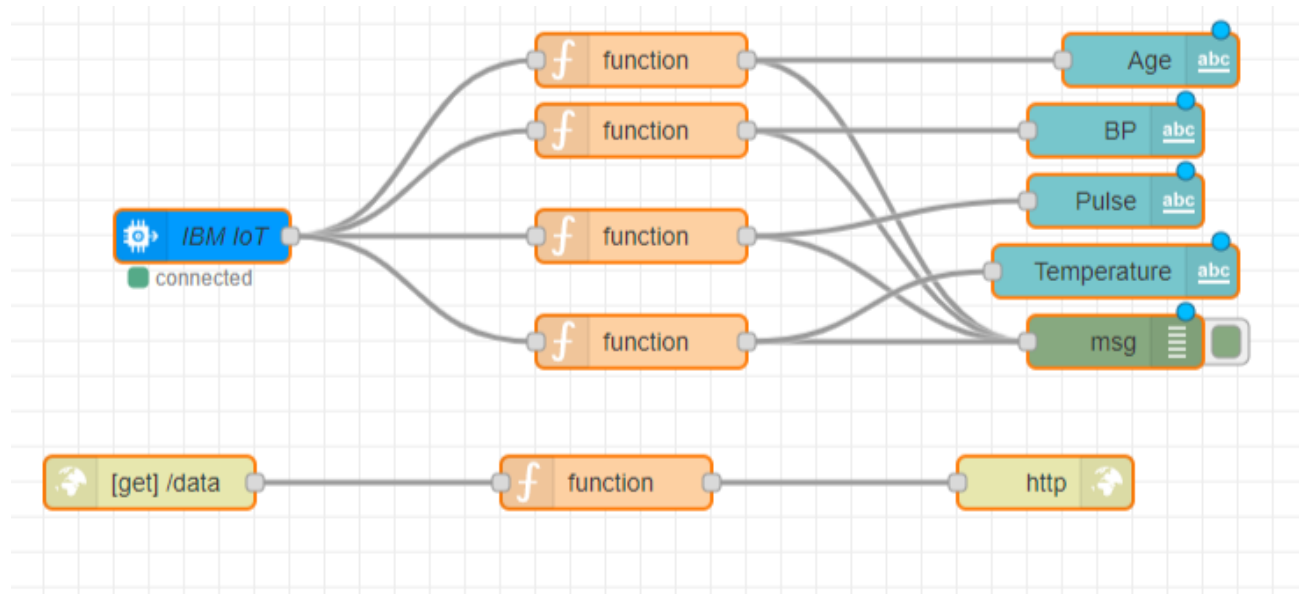 function
Age
abc
function
BP
abc
Pulse
abc
IBM IoT
function
connected
Temperature
abc
function
msg
[get] /data
function
http